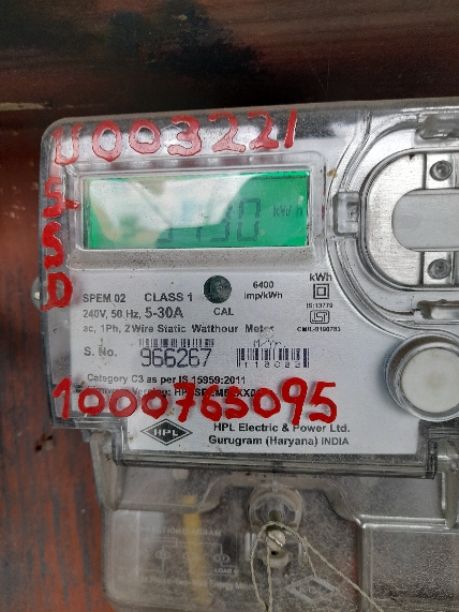 U003221
SSD
SPEM 02 CLASS 1
240V, 50 Hz, 5-30A
CAL
6400
imp/kWh
kWh
IS:13779
ac, 1Ph, 2 Wire Static Watthour Meter
S. No. 966267
Category C3 as per IS 15959:2011
1000765095
HPL
HPL Electric & Power Ltd.
Gurugram (Haryana) INDIA